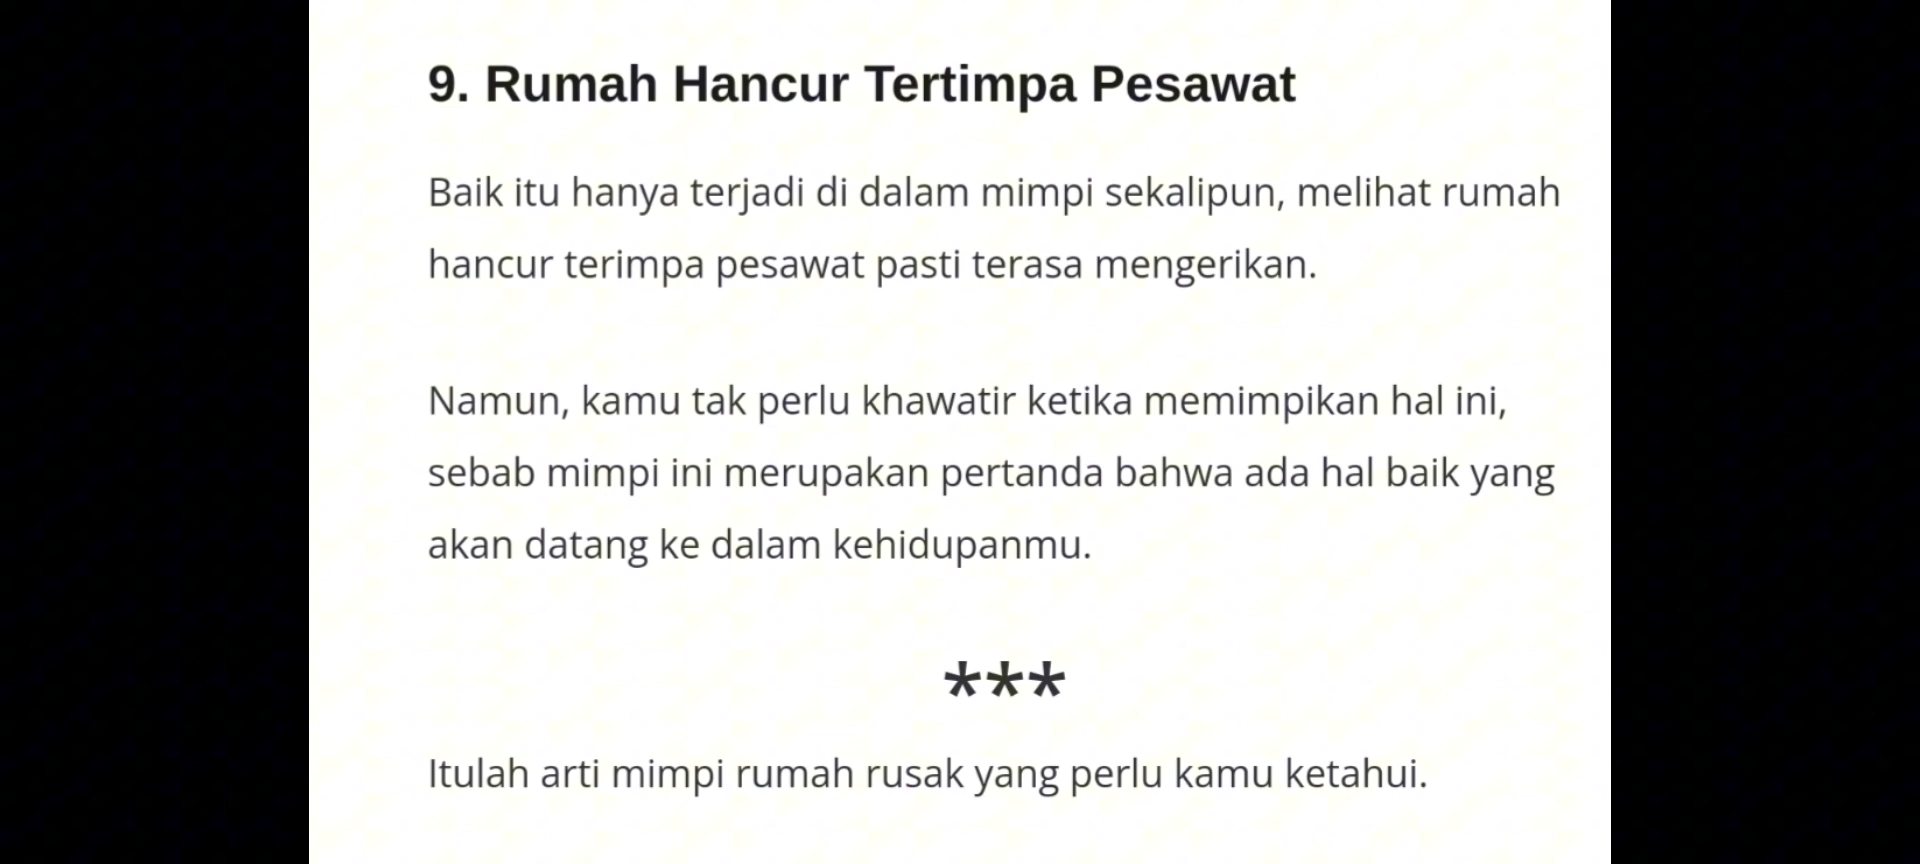 9. Rumah Hancur Tertimpa Pesawat
Baik itu hanya terjadi di dalam mimpi sekalipun, melihat rumah
hancur terimpa pesawat pasti terasa mengerikan.
Namun, kamu tak perlu khawatir ketika memimpikan hal ini,
sebab mimpi ini merupakan pertanda bahwa ada hal baik yang
akan datang ke dalam kehidupanmu.
***
Itulah arti mimpi rumah rusak yang perlu kamu ketahui.